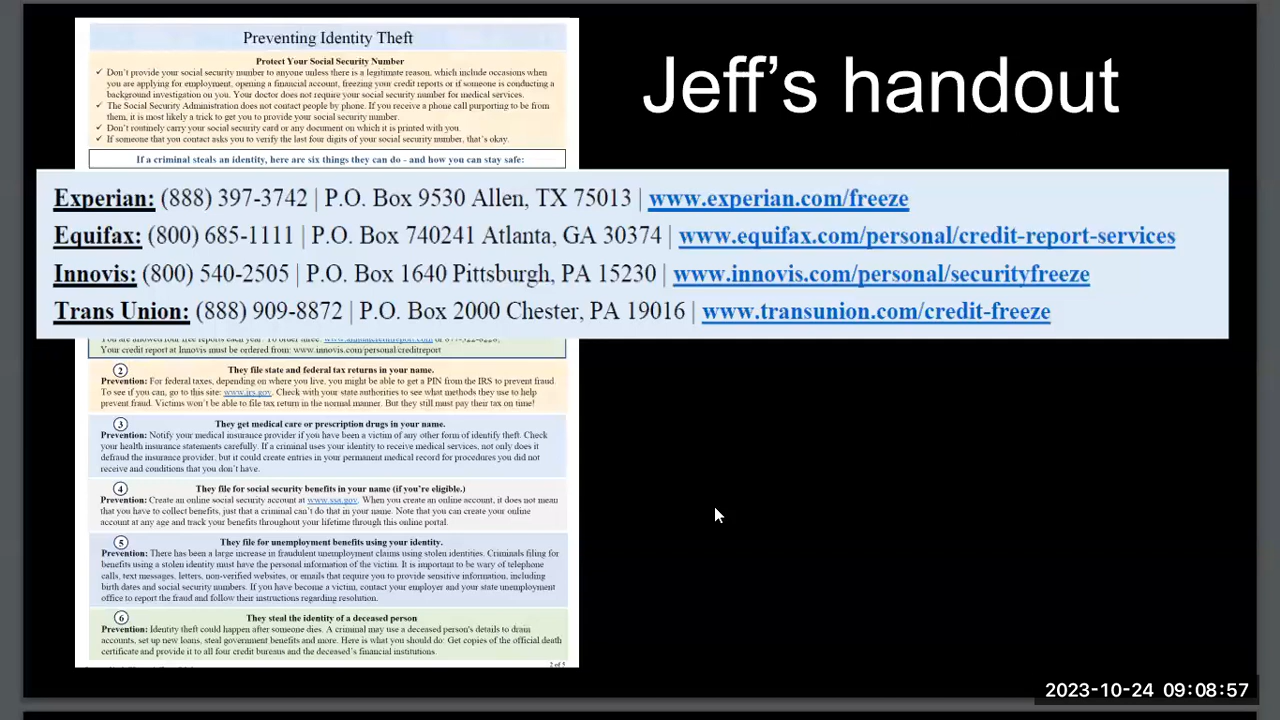 Preventing Identity Theft
Jeff's handout
Protect Your Social Security Number
✓ Don't provide your social security number to anyone unless there is a legitimate reason, which include occasions when
you are applying for employment, opening a financial account, freezing your credit reports or if someone is conducting a
background investigation on you. Your doctor does not require your social security number for medical services.
✓ The Social Security Administration does not contact people by phone. If you receive a phone call purporting to be from
them, it is most likely a trick to get you to provide your social security number.
✓ Don't routinely carry your social security card or any document on which it is printed with you.
✓ If someone that you contact asks you to verify the last four digits of your social security number, that's okay.
If a criminal steals an identity, here are six things they can do - and how you can stay safe:
Experian: (888) 397-3742 | P.O. Box 9530 Allen, TX 75013 | www.experian.com/freeze
Equifax: (800) 685-1111 | P.O. Box 740241 Atlanta, GA 30374 | www.equifax.com/personal/credit-report-services
Innovis: (800) 540-2505 | P.O. Box 1640 Pittsburgh, PA 15230 | www.innovis.com/personal/securityfreeze
Trans Union: (888) 909-8872 | P.O. Box 2000 Chester, PA 19016 | www.transunion.com/credit-freeze
Your credit report at Innovis must be ordered from: www.innovis.com/personal/creditreport
2 They file state and federal tax returns in your name.
Prevention: For federal taxes, depending on where you live, you might be able to get a PIN from the IRS to prevent fraud.
To see if you can, go to this site: www.irs.gov. Check with your state authorities to see what methods they use to help
prevent fraud. Victims won't be able to file tax return in the normal manner. But they still must pay their tax on time!
3 They get medical care or prescription drugs in your name.
Prevention: Notify your medical insurance provider if you have been a victim of any other form of identify theft. Check
your health insurance statements carefully. If a criminal uses your identity to receive medical services, not only does it
defraud the insurance provider, but it could create entries in your permanent medical record for procedures you did not
receive and conditions that you don't have.
4 They file for social security benefits in your name (if you're eligible.)
Prevention: Create an online social security account at www.ssa.gov. When you create an online account, it does not mean
that you have to collect benefits, just that a criminal can't do that in your name. Note that you can create your online
account at any age and track your benefits throughout your lifetime through this online portal.
5 They file for unemployment benefits using your identity.
Prevention: There has been a large increase in fraudulent unemployment claims using stolen identities. Criminals filing for
benefits using a stolen identity must have the personal information of the victim. It is important to be wary of telephone
calls, text messages, letters, non-verified websites, or emails that require you to provide sensitive information, including
birth dates and social security numbers. If you have become a victim, contact your employer and your state unemployment
office to report the fraud and follow their instructions regarding resolution.
6 They steal the identity of a deceased person
Prevention: Identity theft could happen after someone dies. A criminal may use a deceased person's details to drain
accounts, set up new loans, steal government benefits and more. Here is what you should do: Get copies of the official death
certificate and provide it to all four credit bureaus and the deceased's financial institutions.
2 of 5
2023-10-24 09:08:57